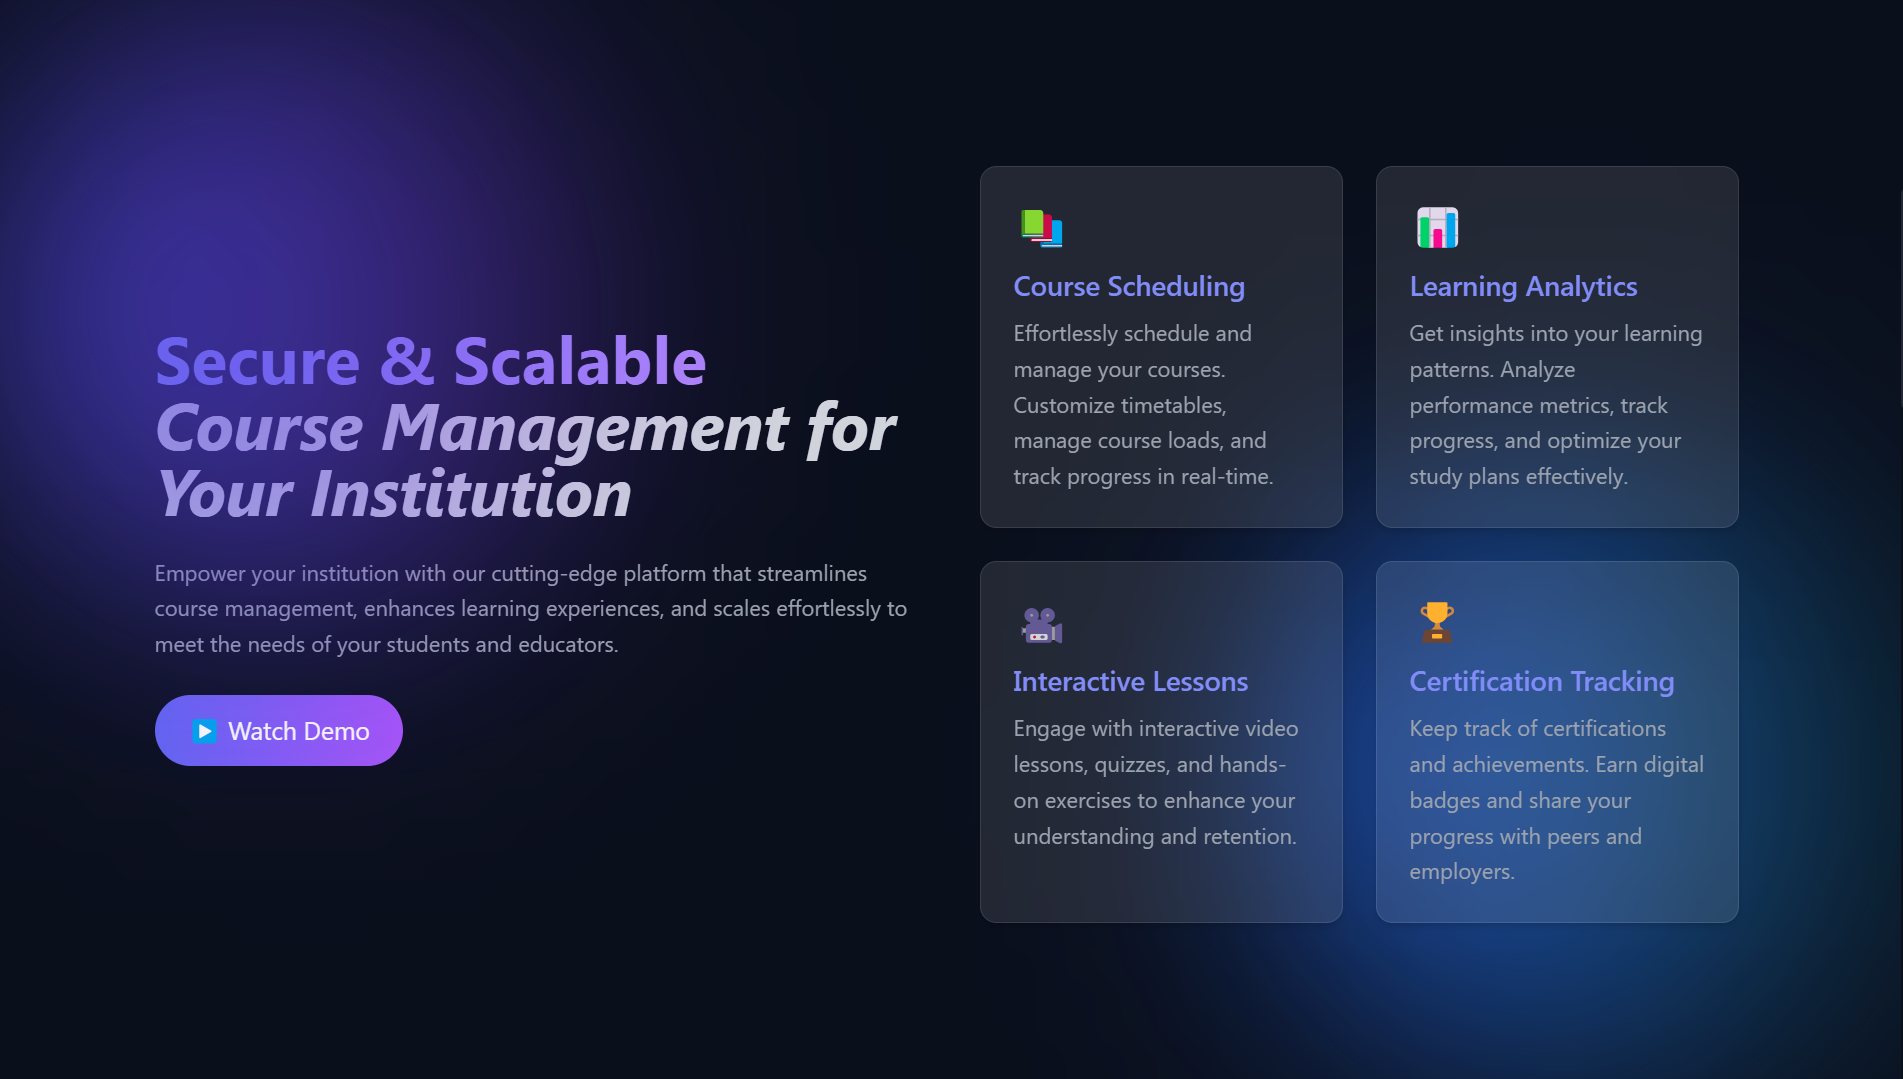 Secure & Scalable
Course Management for
Your Institution
Empower your institution with our cutting-edge platform that streamlines
course management, enhances learning experiences, and scales effortlessly to
meet the needs of your students and educators.
Watch Demo
Course Scheduling
Effortlessly schedule and
manage your courses.
Customize timetables,
manage course loads, and
track progress in real-time.
Learning Analytics
Get insights into your learning
patterns. Analyze
performance metrics, track
progress, and optimize your
study plans effectively.
Interactive Lessons
Engage with interactive video
lessons, quizzes, and hands-
on exercises to enhance your
understanding and retention.
Certification Tracking
Keep track of certifications
and achievements. Earn digital
badges and share your
progress with peers and
employers.